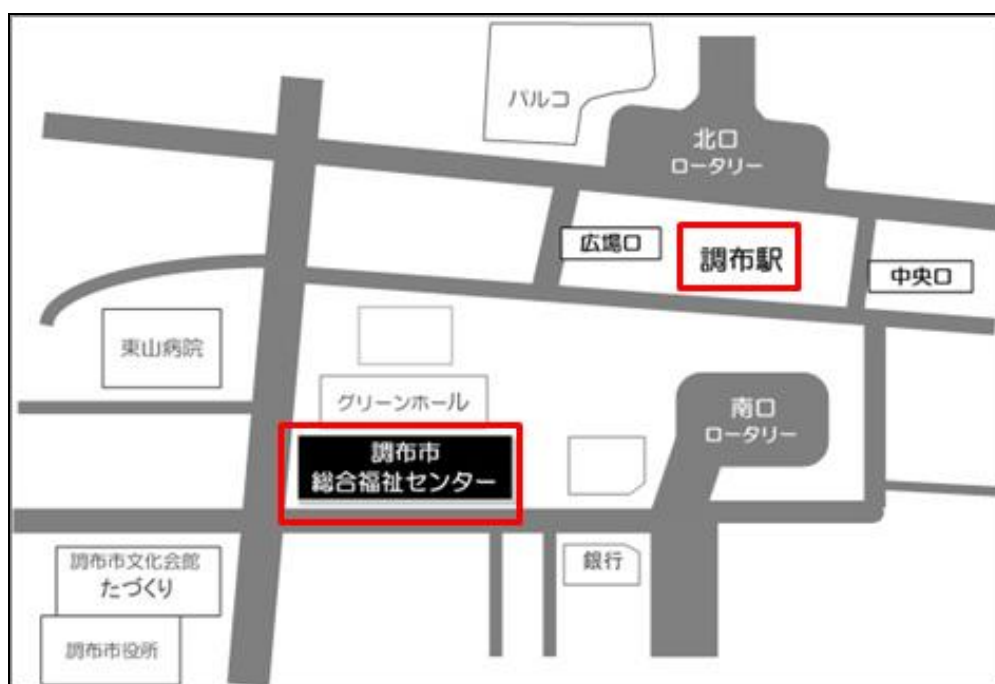 パルコ
北口
ロータリー
広場口
調布駅
中央口
東山病院
グリーンホール
南口
ロータリー
調布市
総合福祉センター
調布市文化会館
たづくり
銀行
調布市役所